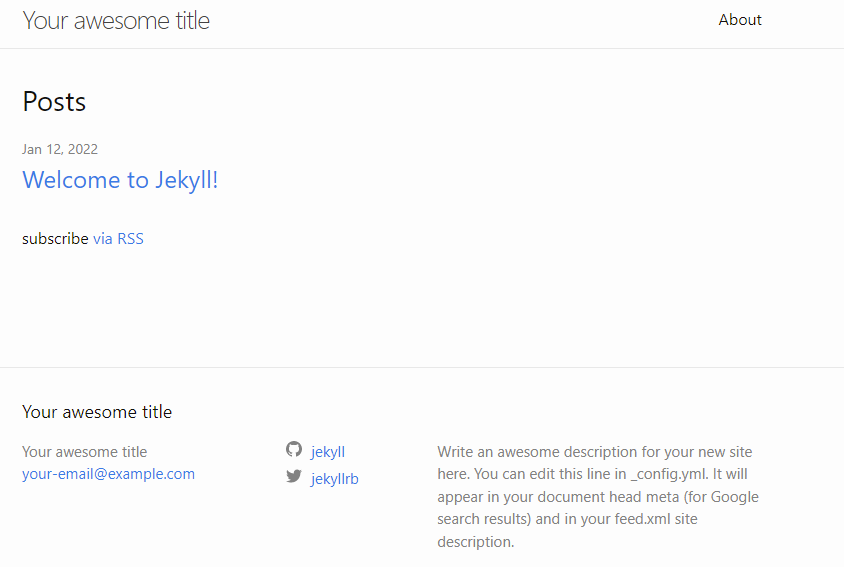 Your awesome title
About
Posts
Jan 12, 2022
Welcome to Jekyll!
subscribe via RSS
Your awesome title
Your awesome title
your-email@example.com
jekyll
jekyllrb
Write an awesome description for your new site
here. You can edit this line in _config.yml. It will
appear in your document head meta (for Google
search results) and in your feed.xml site
description.